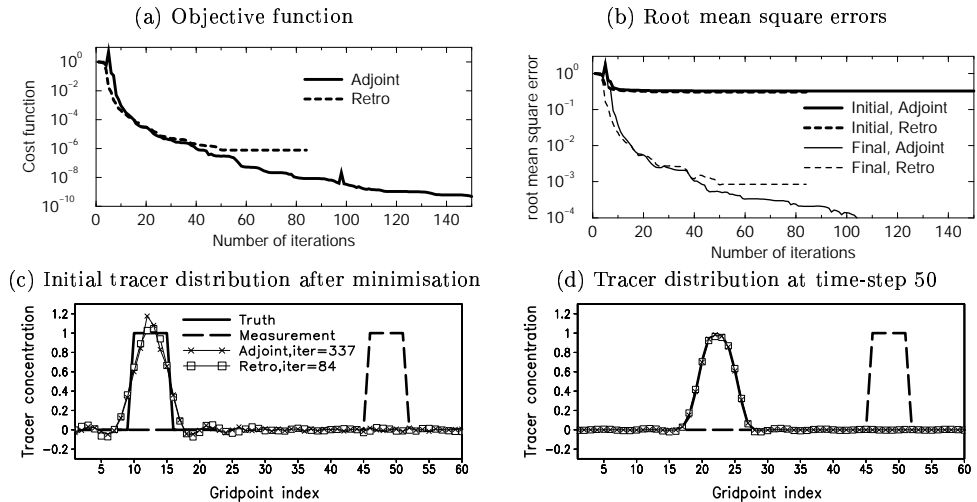 (a) Objective function
10^0
10^-2
10^-4
10^-6
10^-8
10^-10
Cost function
Adjoint
Retro
0 20 40 60 80 100 120 140
Number of iterations
(b) Root mean square errors
10^0
10^-1
10^-2
10^-3
10^-4
root mean square error
Initial, Adjoint
Initial, Retro
Final, Adjoint
Final, Retro
0 20 40 60 80 100 120 140
Number of iterations
(c) Initial tracer distribution after minimisation
1.2
1
0.8
0.6
0.4
0.2
0
-0.2
Tracer concentration
Truth
Measurement
Adjoint,iter=337
Retro,iter=84
5 10 15 20 25 30 35 40 45 50 55 60
Gridpoint index
(d) Tracer distribution at time-step 50
1.2
1
0.8
0.6
0.4
0.2
0
-0.2
Tracer concentration
5 10 15 20 25 30 35 40 45 50 55 60
Gridpoint index